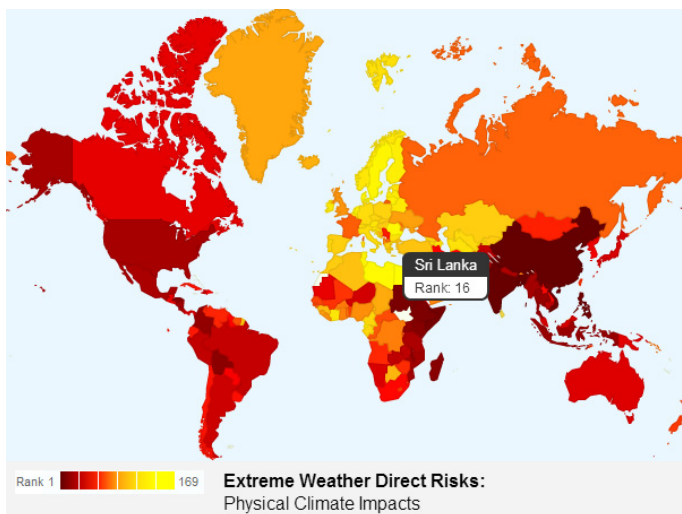 Sri Lanka
Rank: 16
Rank 1 169
Extreme Weather Direct Risks:
Physical Climate Impacts